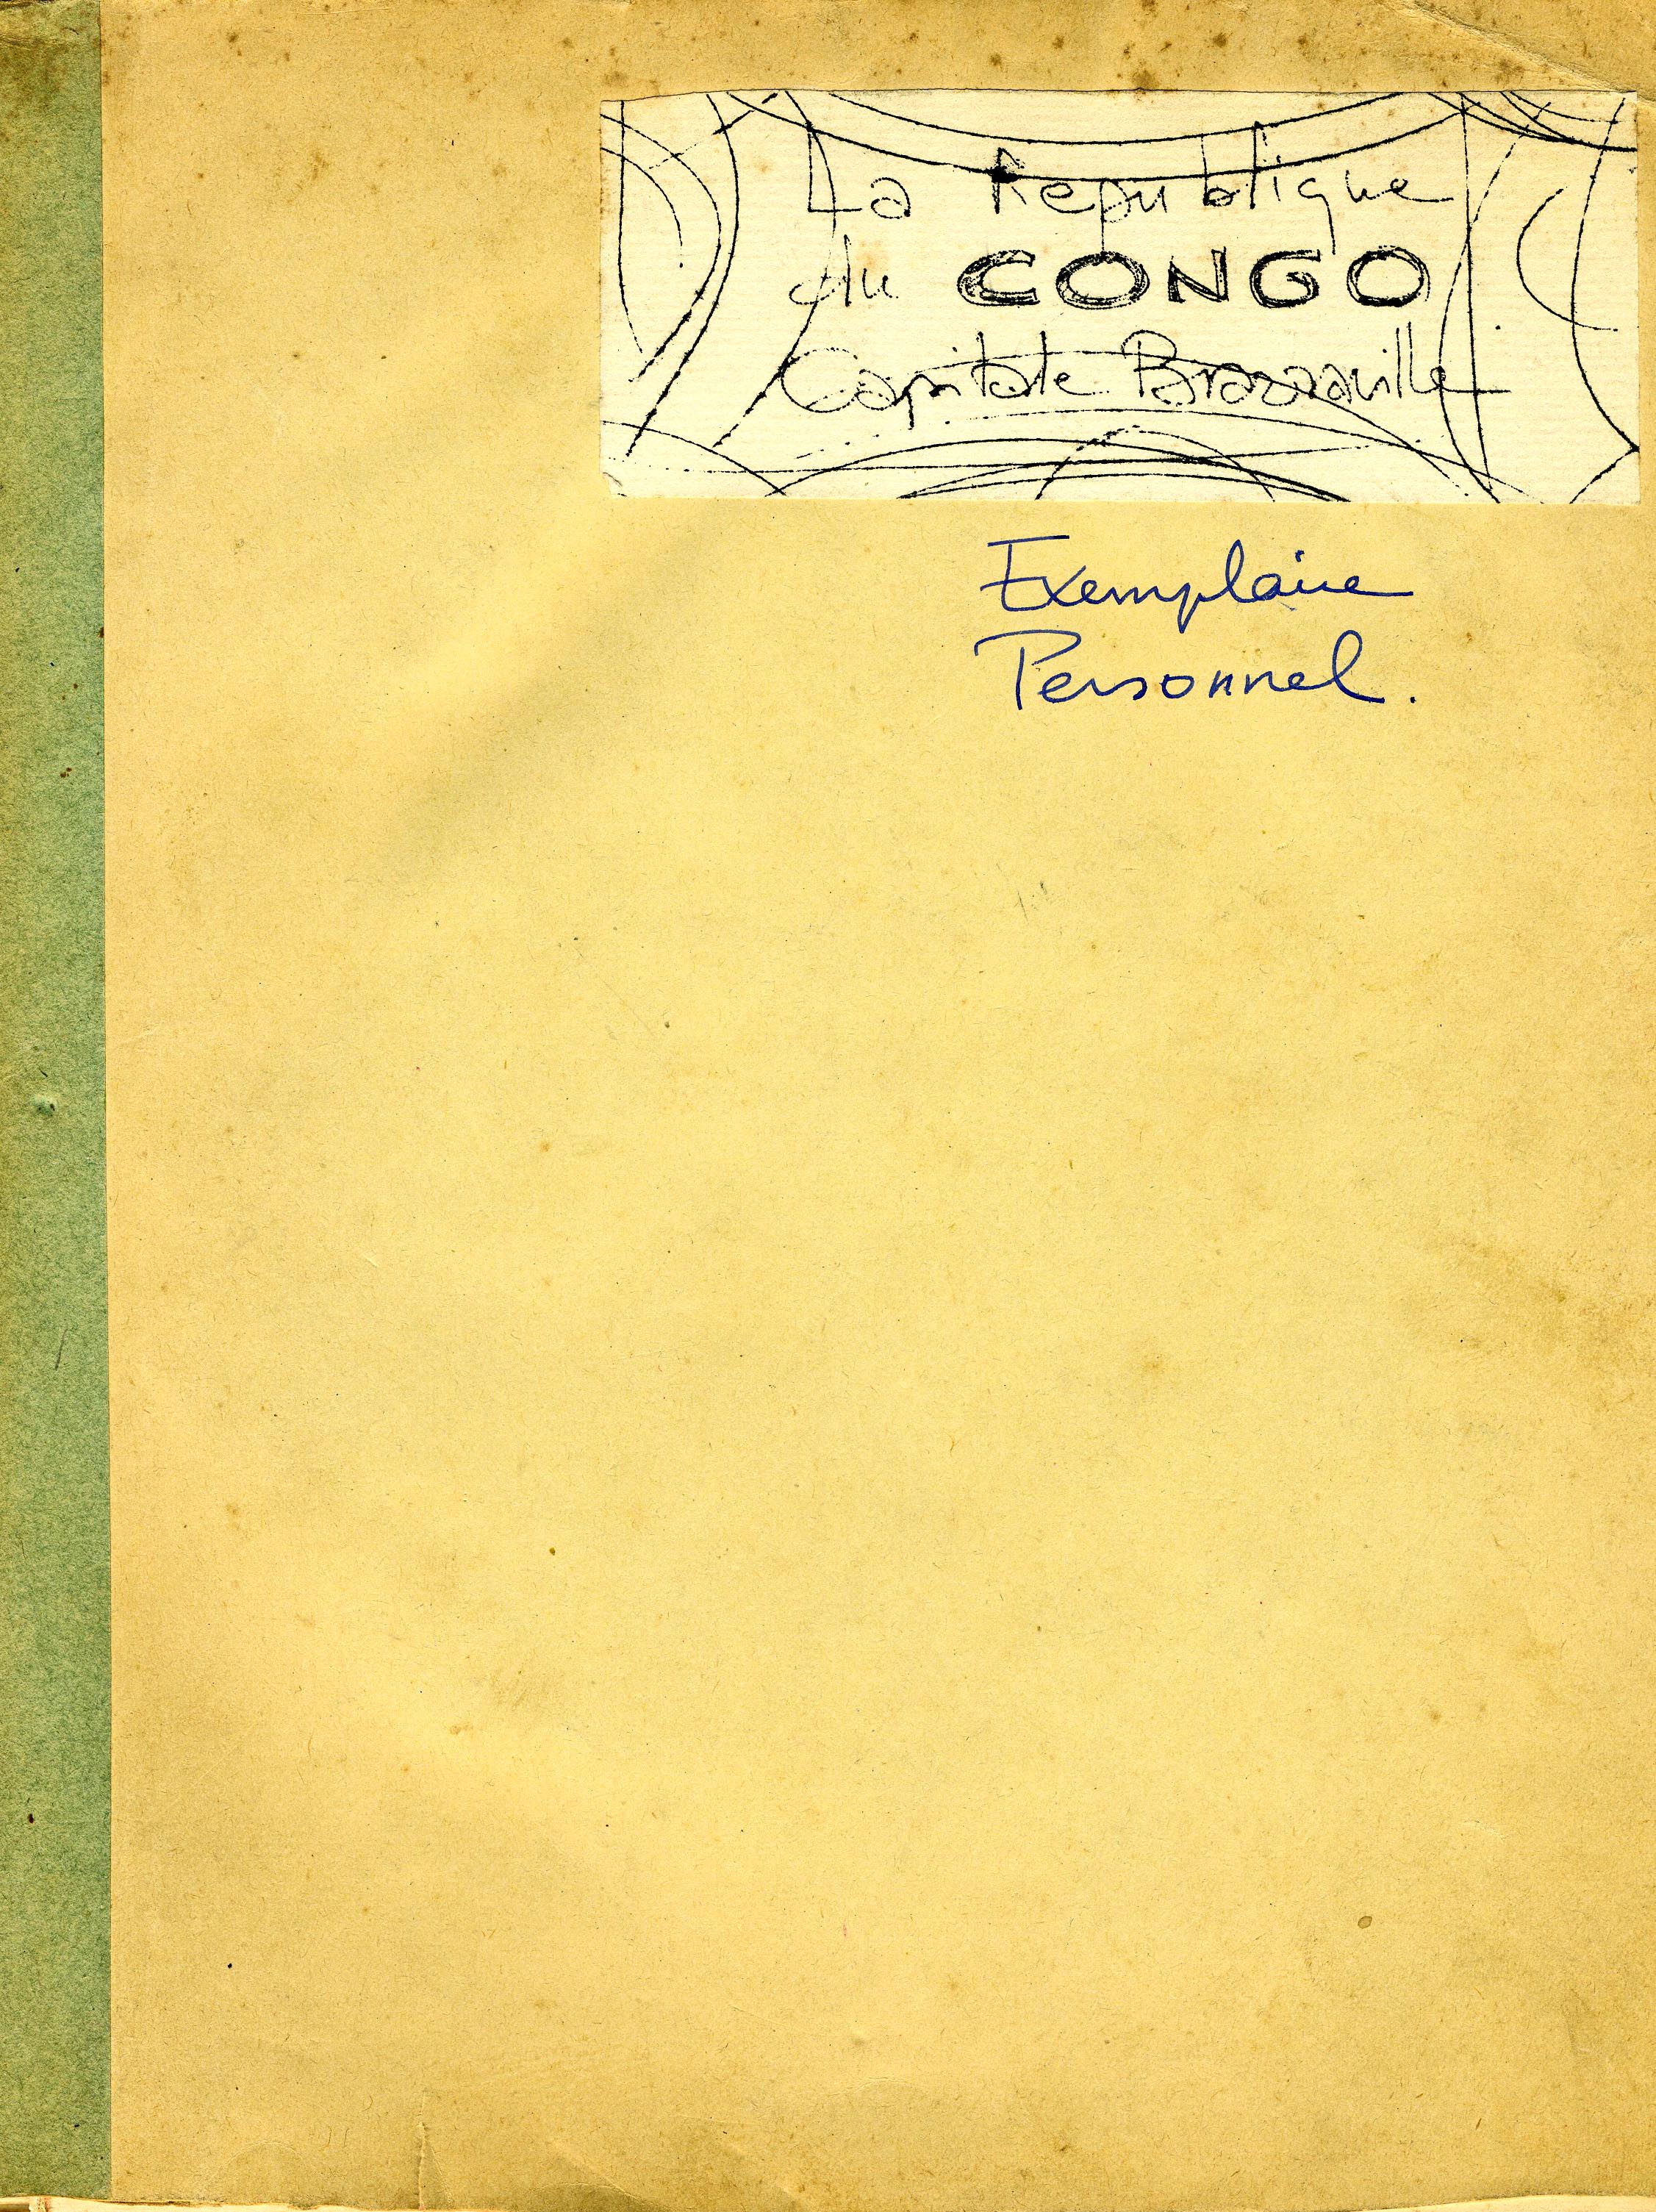 La République
du CONGO
Capitale Brazzaville
Exemplaire
Personnel.